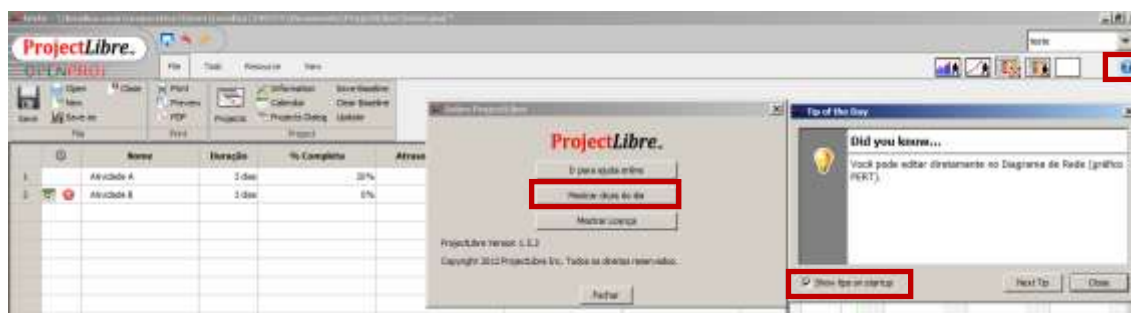 ProjectLibre.
OPENPROJ
File Task Resource View
Save
Open
New
Save as
Close
File
Print
Preview
PDF
Print
Projects
Information
Calendar
Projects Dialog
Save Baseline
Clear Baseline
Update
Project
Nome Duração % Completo Atraso
1 Atividade A 3 dias
2 Atividade B 3 dias 0%
ProjectLibre.
Ir para ajuda online
Mostrar dicas do dia
Mostrar Licença
ProjectLibre Version
Copyright 2012 ProjectLibre Inc. Todos os direitos reservados.
Fechar
Tip of the Day
Did you know...
Você pode editar diretamente no Diagrama de Rede (gráfico
PERT).
Show tips on startup
Next Tip Close